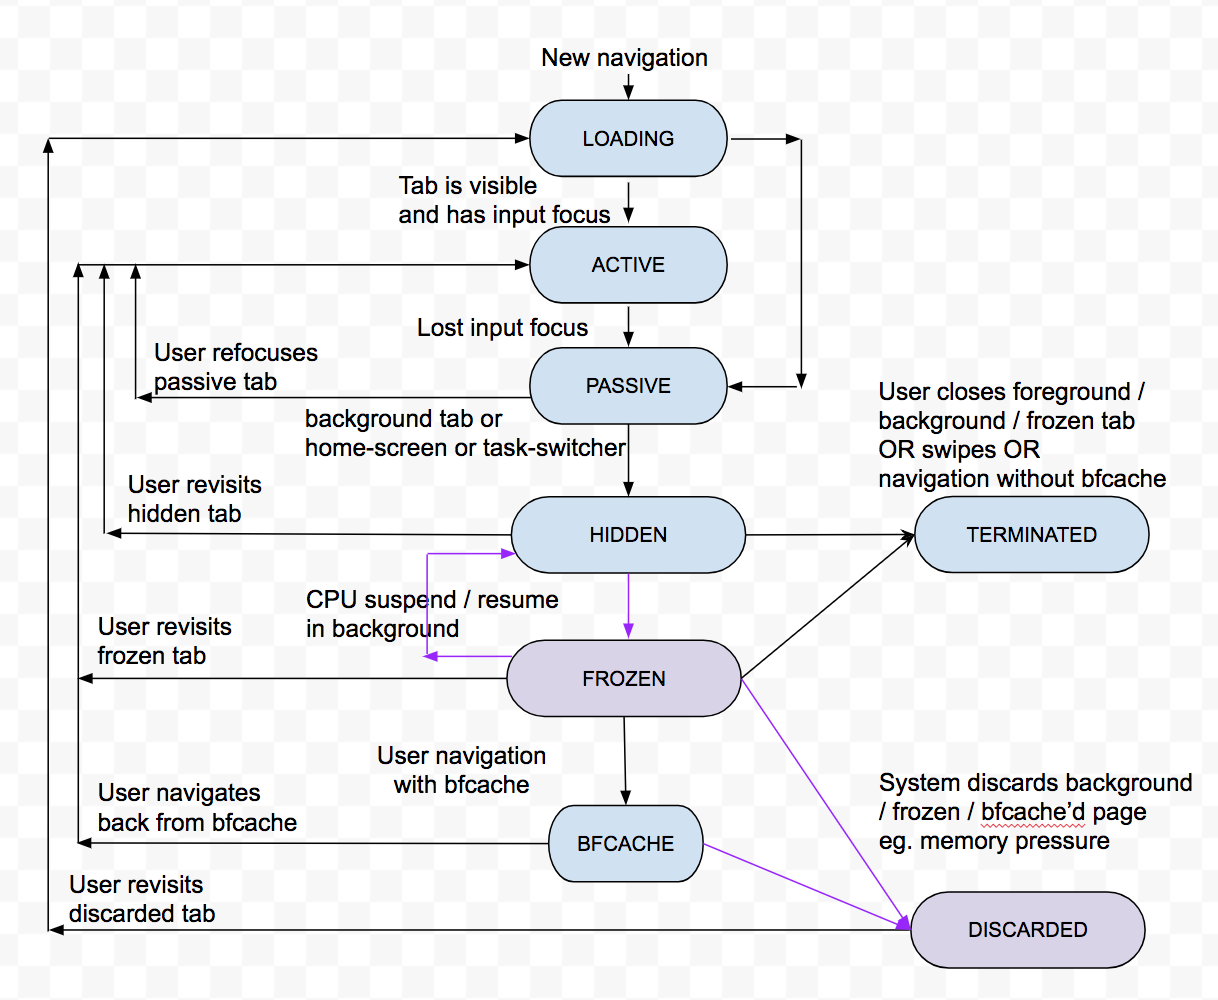 New navigation
LOADING
Tab is visible
and has input focus
ACTIVE
Lost input focus
User refocuses
passive tab
PASSIVE
background tab or
home-screen or task-switcher
User closes foreground /
background / frozen tab
OR swipes OR
navigation without bfcache
User revisits
hidden tab
HIDDEN
TERMINATED
CPU suspend / resume
in background
User revisits
frozen tab
FROZEN
User navigation
with bfcache
System discards background
/ frozen / bfcache’d page
eg. memory pressure
User navigates
back from bfcache
BFCACHE
User revisits
discarded tab
DISCARDED